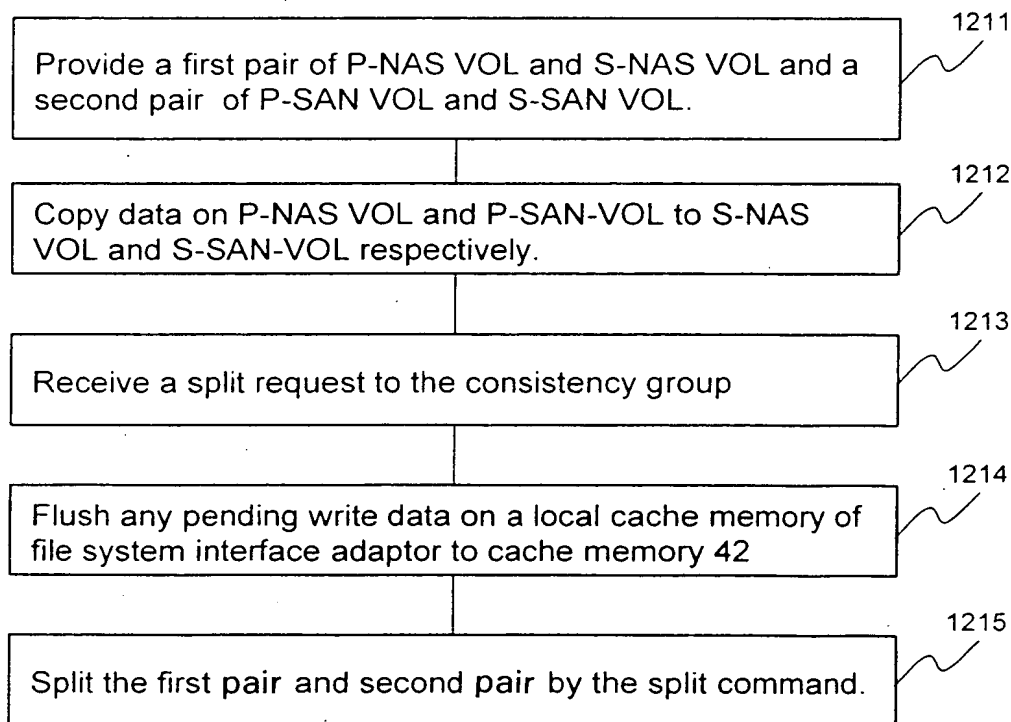 1211
Provide a first pair of P-NAS VOL and S-NAS VOL and a
second pair of P-SAN VOL and S-SAN VOL.
1212
Copy data on P-NAS VOL and P-SAN-VOL to S-NAS
VOL and S-SAN-VOL respectively.
1213
Receive a split request to the consistency group
1214
Flush any pending write data on a local cache memory of
file system interface adaptor to cache memory 42
1215
Split the first pair and second pair by the split command.